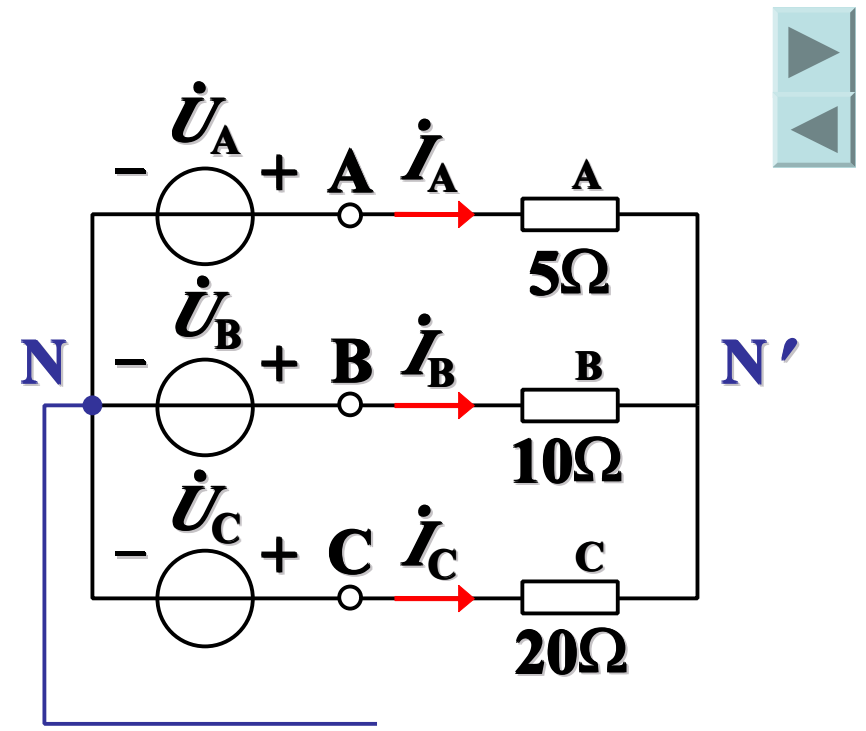 U̇A
− + A İA A
5Ω
U̇B
N − + B İB B N′
10Ω
U̇C
− + C İC C
20Ω